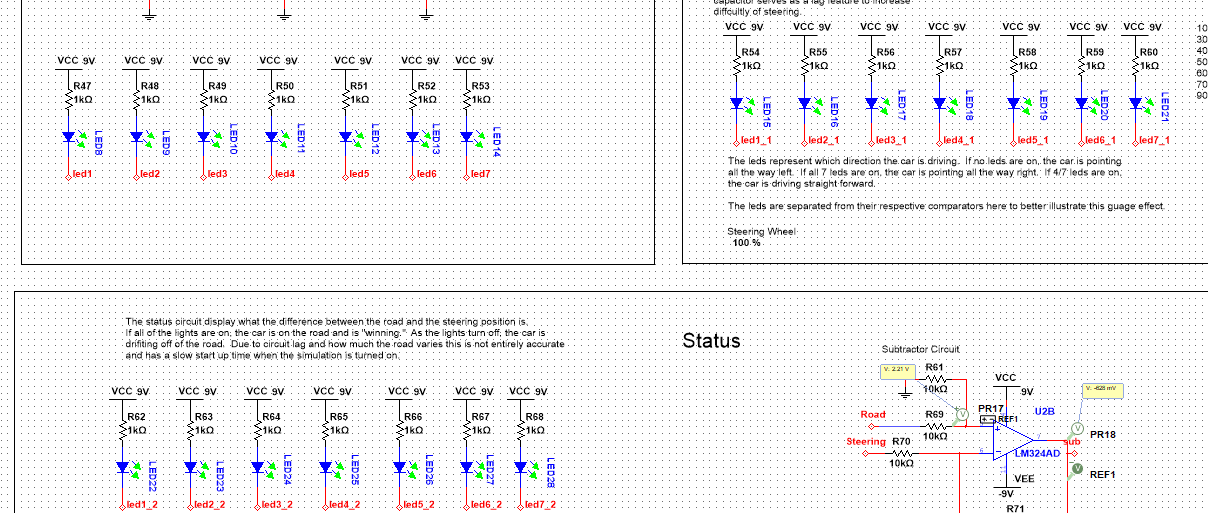 capacitor serves as a lag feature to increase
diffcuitly of steering.
VCC 9V VCC 9V VCC 9V VCC 9V VCC 9V VCC 9V VCC 9V
R54 R55 R56 R57 R58 R59 R60
1kΩ 1kΩ 1kΩ 1kΩ 1kΩ 1kΩ 1kΩ
LED15 LED16 LED17 LED18 LED19 LED20 LED21
led1_1 led2_1 led3_1 led4_1 led5_1 led6_1 led7_1
10
30
40
50
60
70
90
VCC 9V VCC 9V VCC 9V VCC 9V VCC 9V VCC 9V VCC 9V
R47 R48 R49 R50 R51 R52 R53
1kΩ 1kΩ 1kΩ 1kΩ 1kΩ 1kΩ 1kΩ
LED8 LED9 LED10 LED11 LED12 LED13 LED14
led1 led2 led3 led4 led5 led6 led7
The leds represent which direction the car is driving. If no leds are on, the car is pointing
all the way left. If all 7 leds are on, the car is pointing all the way right. If 4/7 leds are on,
the car is driving straight forward.
The leds are separated from their respective comparators here to better illustrate this guage effect.
Steering Wheel
100 %
The status circuit display what the difference between the road and the steering position is.
If all of the lights are on, the car is on the road and is "winning." As the lights turn off, the car is
drifiting off of the road. Due to circuit lag and how much the road varies this is not entirely accurate
and has a slow start up time when the simulation is turned on.
VCC 9V VCC 9V VCC 9V VCC 9V VCC 9V VCC 9V VCC 9V
R62 R63 R64 R65 R66 R67 R68
1kΩ 1kΩ 1kΩ 1kΩ 1kΩ 1kΩ 1kΩ
LED22 LED23 LED24 LED25 LED26 LED27 LED28
led1_2 led2_2 led3_2 led4_2 led5_2 led6_2 led7_2
Status
Subtractor Circuit
V: 2.21 V
R61
10kΩ
VCC
9V
V: -628 mV
Road
R69
10kΩ
PR17
REF1
U2B
V
V
PR18
Steering
R70
10kΩ
LM324AD
sub
V
REF1
VEE
-9V
R71